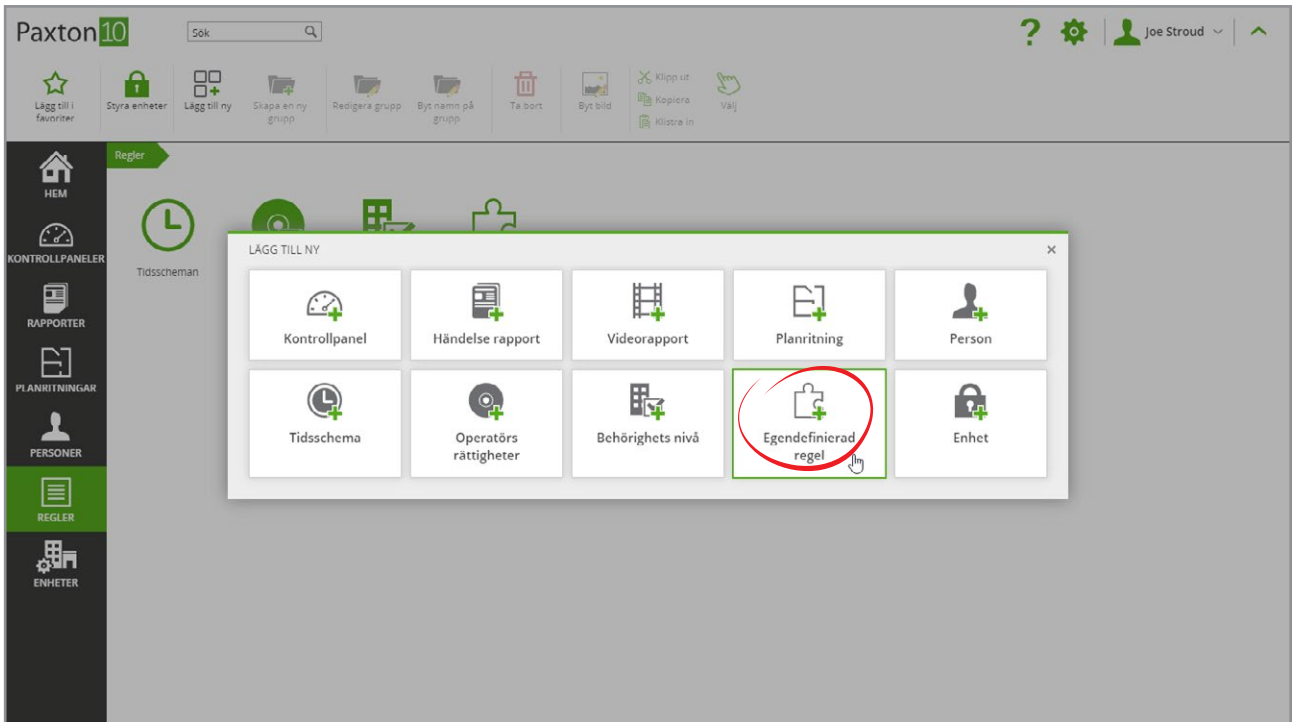 Paxton10
Sök
?
Joe Stroud
Lägg till i
favoriter
Styra enheter
Lägg till ny
Skapa en ny
grupp
Redigera grupp
Byt namn på
grupp
Ta bort
Byt bild
Klipp ut
Kopiera
Klistra in
Välj
HEM
KONTROLLPANELER
RAPPORTER
PLANRITNINGAR
PERSONER
REGLER
ENHETER
Regler
Tidsscheman
LÄGG TILL NY
×
Kontrollpanel
Händelse rapport
Videorapport
Planritning
Person
Tidsschema
Operatörs
rättigheter
Behörighets nivå
Egendefinierad
regel
Enhet